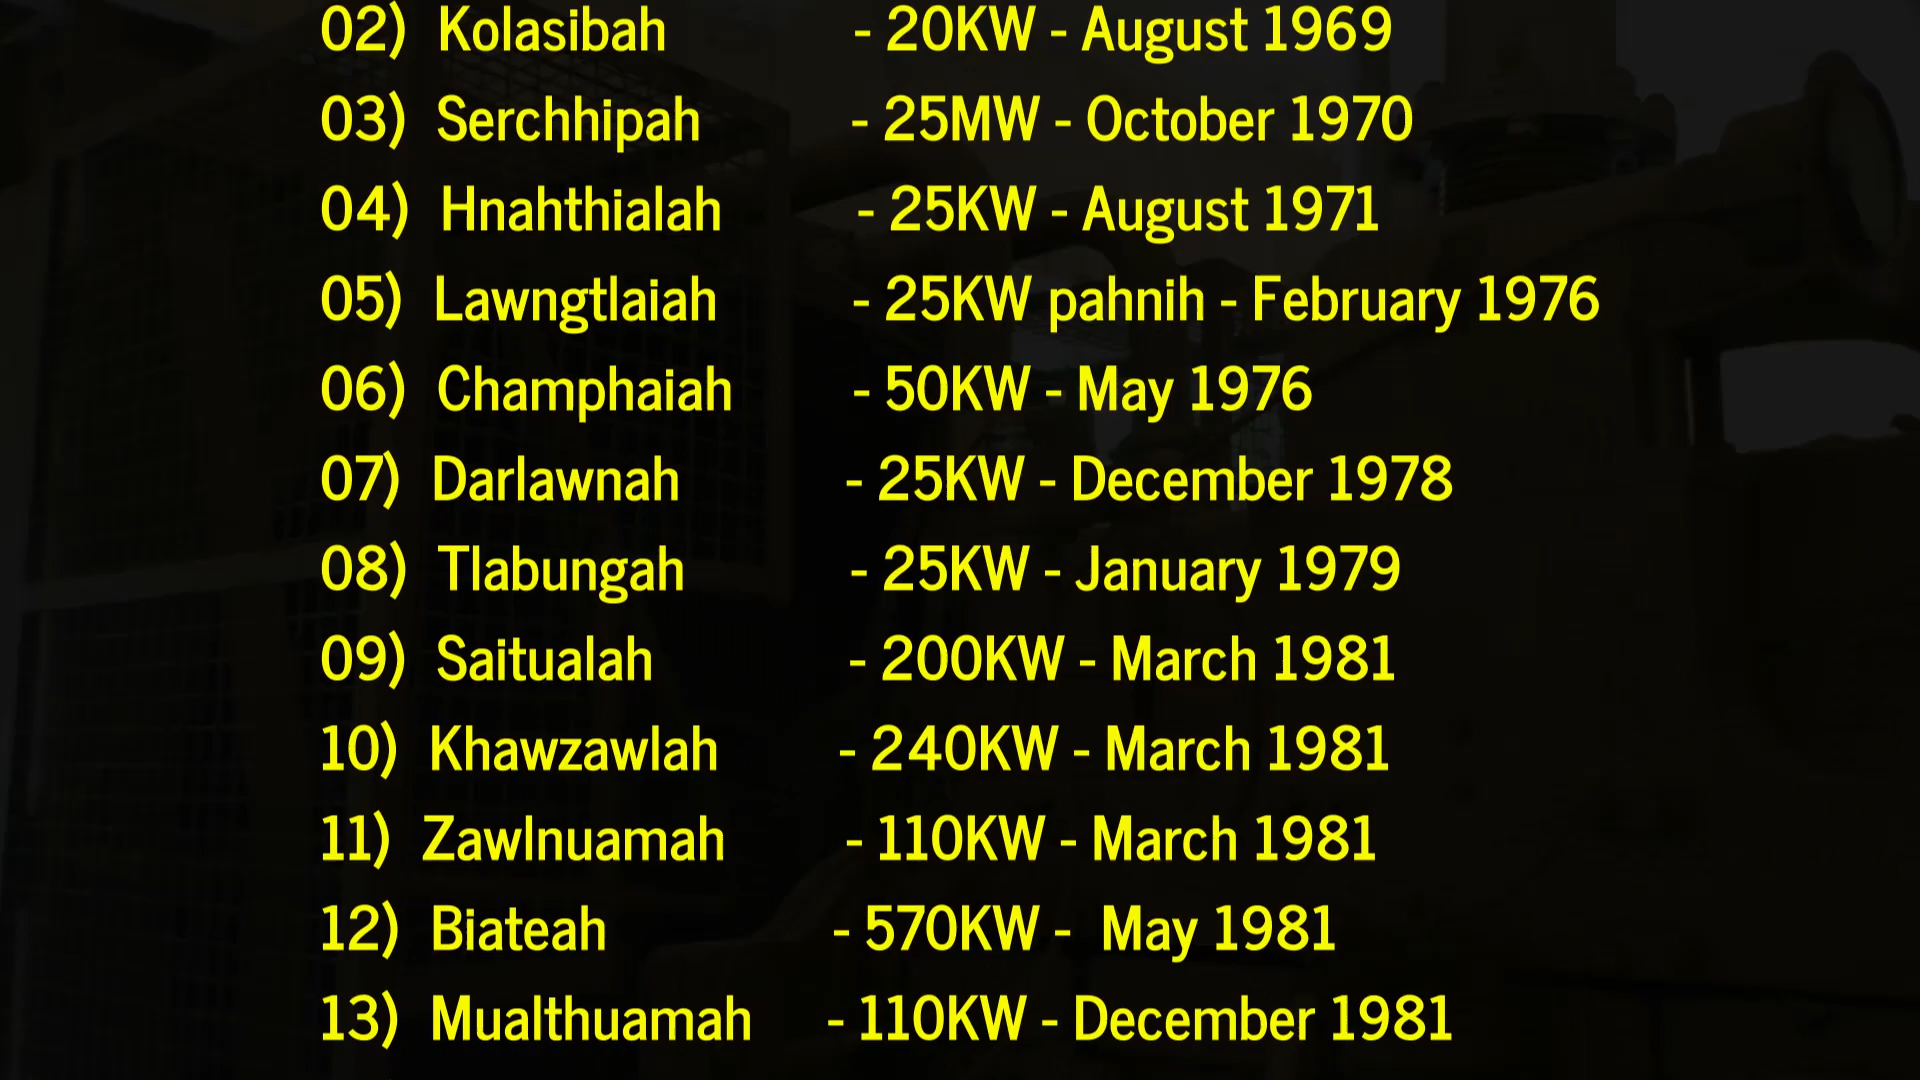 02) Kolasibah - 20KW - August 1969
03) Serchhipah - 25MW - October 1970
04) Hnahthialah - 25KW - August 1971
05) Lawngtlaiah - 25KW pahnih - February 1976
06) Champhaiah - 50KW - May 1976
07) Darlawnah - 25KW - December 1978
08) Tlabungah - 25KW - January 1979
09) Saitualah - 200KW - March 1981
10) Khawzawlah - 240KW - March 1981
11) Zawlnuamah - 110KW - March 1981
12) Biateah - 570KW - May 1981
13) Mualthuamah - 110KW - December 1981